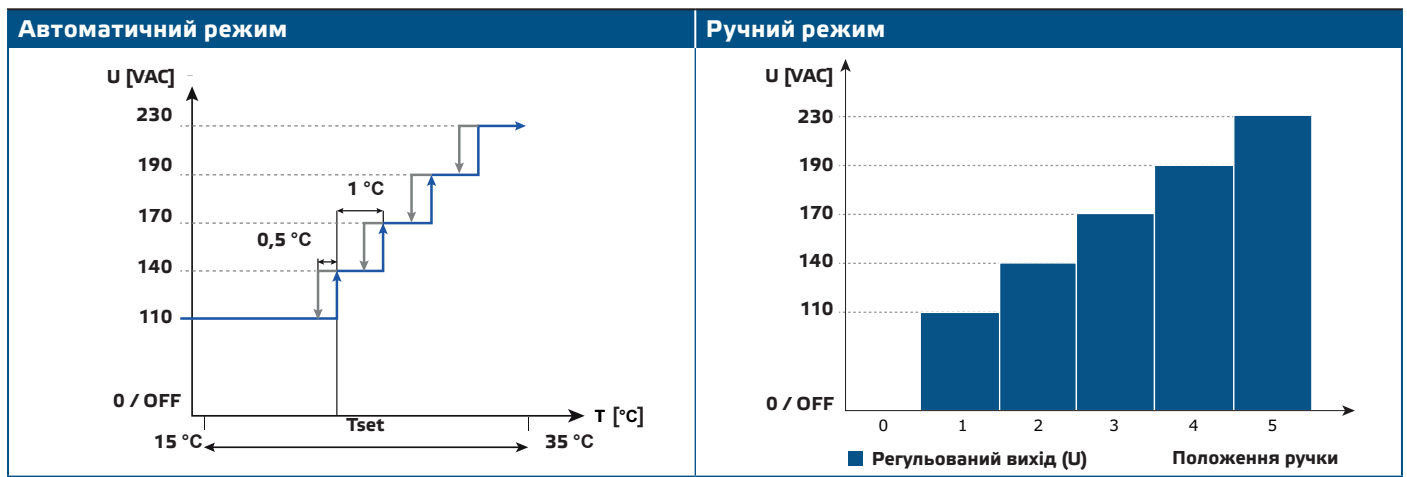 Автоматичний режим
U [VAC]
230
190
170
140
110
0 / OFF
1 °C
0,5 °C
Tset
T [°C]
15 °C
35 °C
Ручний режим
U [VAC]
230
190
170
140
110
0 / OFF
0 1 2 3 4 5
Регульований вихід (U)
Положення ручки